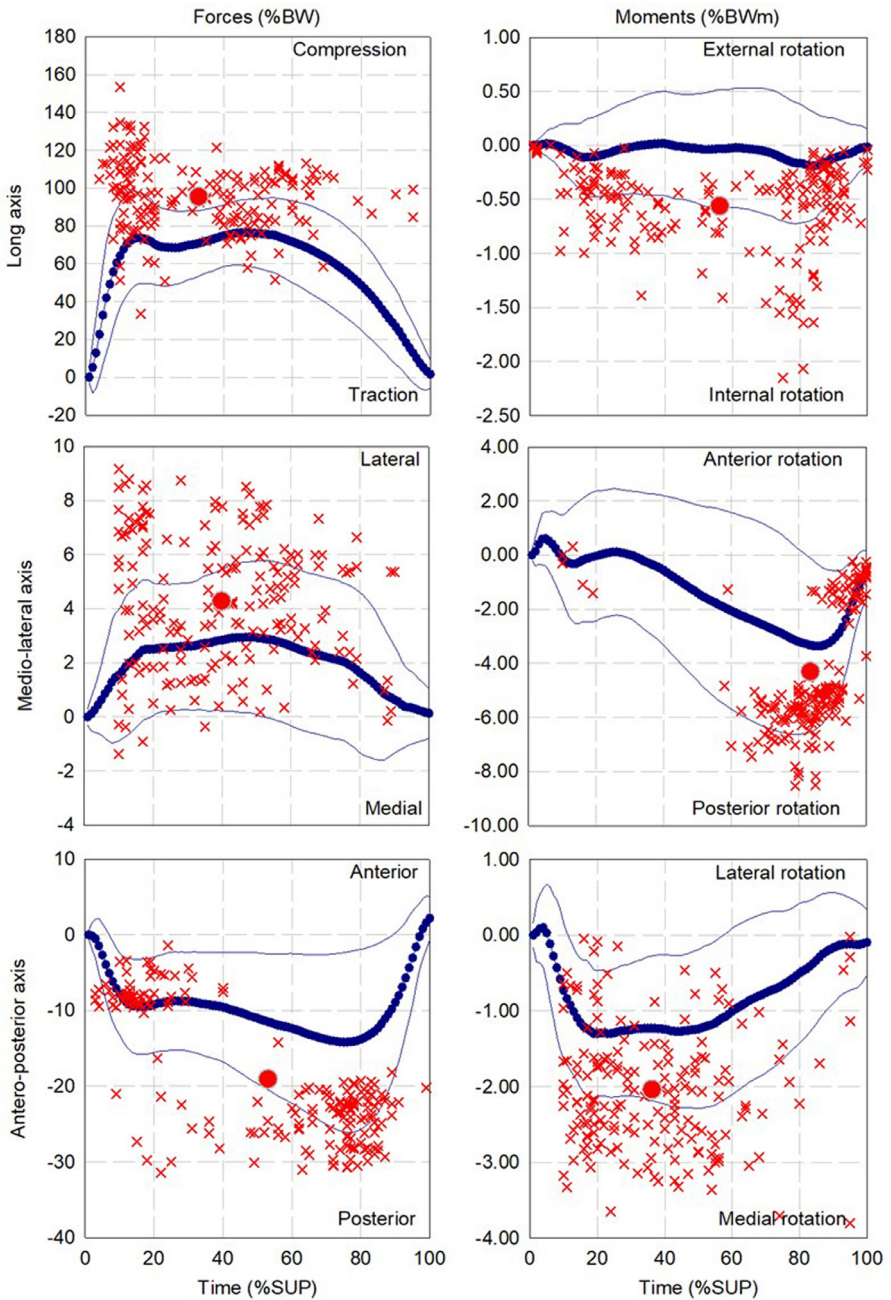 Forces (%BW)
Moments (%BWm)
Long axis
180
160
140
120
100
80
60
40
20
0
-20
Compression
Traction
1.00
0.50
0.00
-0.50
-1.00
-1.50
-2.00
-2.50
External rotation
Internal rotation
Medio-lateral axis
10
8
6
4
2
0
-2
-4
Lateral
Medial
4.00
2.00
0.00
-2.00
-4.00
-6.00
-8.00
-10.00
Anterior rotation
Posterior rotation
Antero-posterior axis
10
0
-10
-20
-30
-40
Anterior
Posterior
0 20 40 60 80 100
Time (%SUP)
1.00
0.00
-1.00
-2.00
-3.00
-4.00
Lateral rotation
Medial rotation
0 20 40 60 80 100
Time (%SUP)